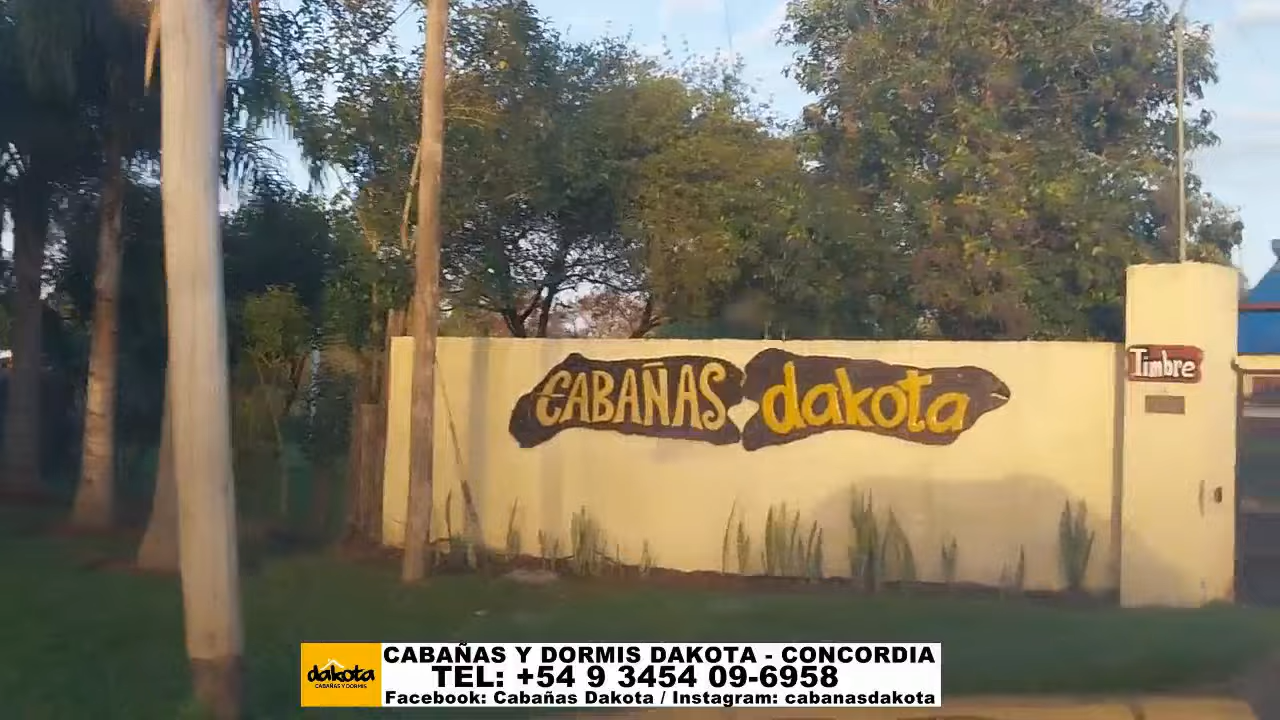 CABAÑAS dakota
Timbre
dakota
CABAÑAS Y DORMIS
CABAÑAS Y DORMIS DAKOTA - CONCORDIA
TEL: +54 9 3454 09-6958
Facebook: Cabañas Dakota / Instagram: cabanasdakota